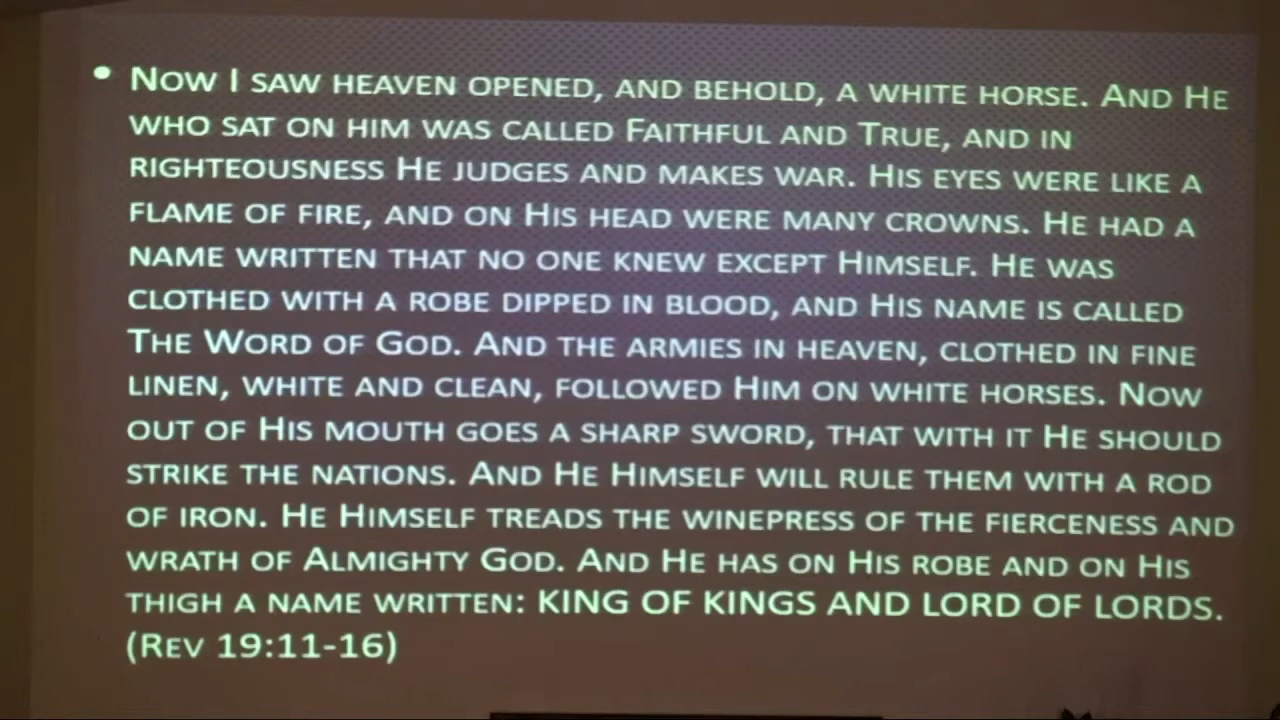 • Now I saw heaven opened, and behold, a white horse. And He
who sat on him was called Faithful and True, and in
righteousness He judges and makes war. His eyes were like a
flame of fire, and on His head were many crowns. He had a
name written that no one knew except Himself. He was
clothed with a robe dipped in blood, and His name is called
The Word of God. And the armies in heaven, clothed in fine
linen, white and clean, followed Him on white horses. Now
out of His mouth goes a sharp sword, that with it He should
strike the nations. And He Himself will rule them with a rod
of iron. He Himself treads the winepress of the fierceness and
wrath of Almighty God. And He has on His robe and on His
thigh a name written: KING OF KINGS AND LORD OF LORDS.
(Rev 19:11-16)